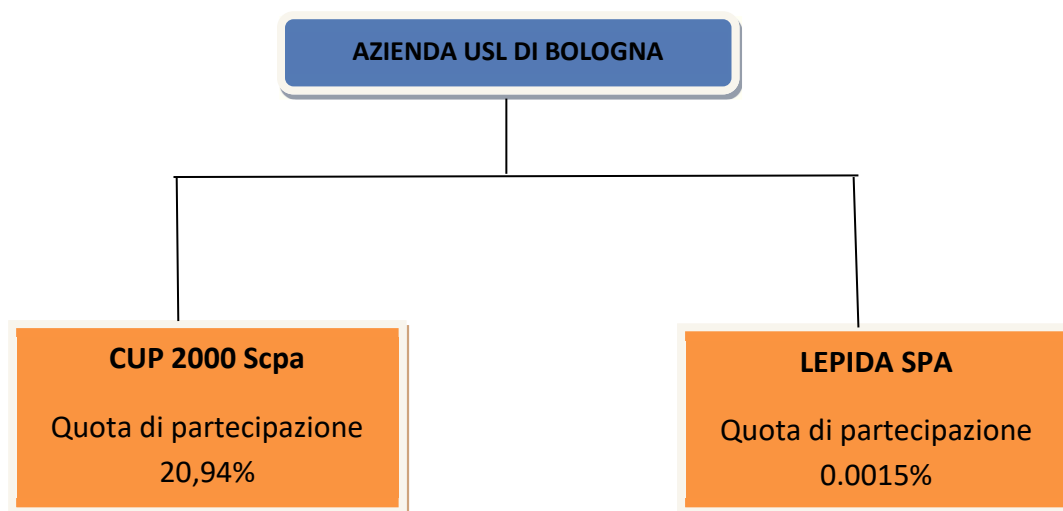 AZIENDA USL DI BOLOGNA
CUP 2000 Scpa
Quota di partecipazione
20,94%
LEPIDA SPA
Quota di partecipazione
0.0015%